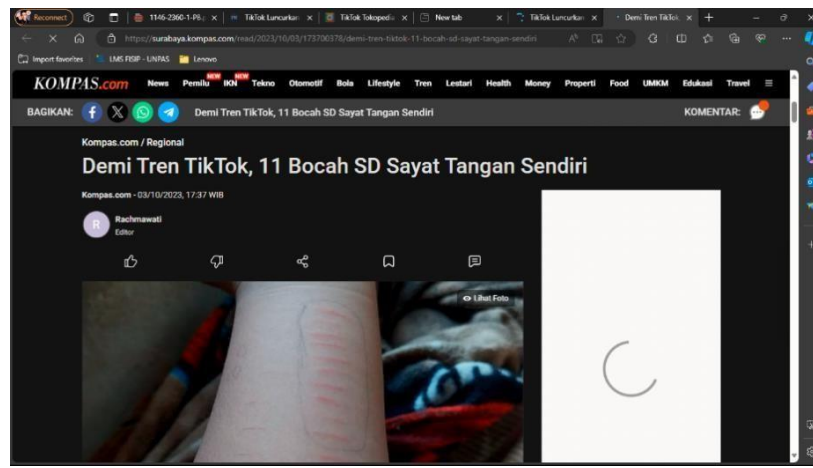 Reconnect
1146-2360-1-P8.
TikTok Luncurkan
TikTok Tokopedia
New tab
TikTok Luncurkan
Demi Tren TikTok,
https://surabaya.kompas.com/read/2023/10/03/173700378/demi-tren-tiktok-11-bocah-sd-sayat-tangan-sendiri
Import favorites
LMS FISIP - UNPAS
Lenovo
KOMPAS.com
News
Pemilu NEW
IKN NEW
Tekno
Otomotif
Bola
Lifestyle
Tren
Lestari
Health
Money
Properti
Food
UMKM
Edukasi
Travel
BAGIKAN:
Demi Tren TikTok, 11 Bocah SD Sayat Tangan Sendiri
KOMENTAR:
Kompas.com / Regional
Demi Tren TikTok, 11 Bocah SD Sayat Tangan Sendiri
Kompas.com - 03/10/2023, 17:37 WIB
R
Rachmawati
Editor
Lihat Foto